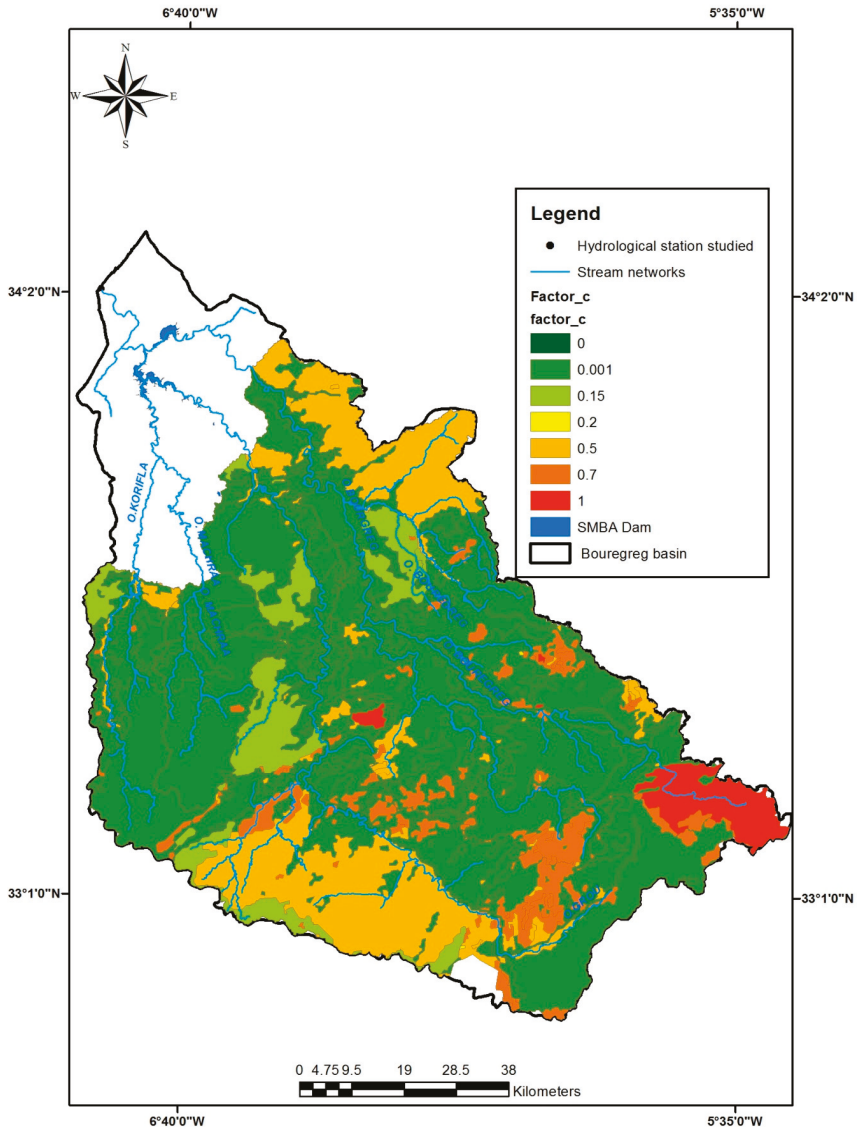 6°40'0"W
5°35'0"W
N
W
E
S
Legend
Hydrological station studied
34°2'0"N
34°2'0"N
Stream networks
Factor_c
factor_c
0
0.001
0.15
0.2
0.5
0.7
1
SMBA Dam
Bouregreg basin
O.KORIFLA
33°1'0"N
33°1'0"N
0 4.75 9.5 19 28.5 38
Kilometers
6°40'0"W
5°35'0"W